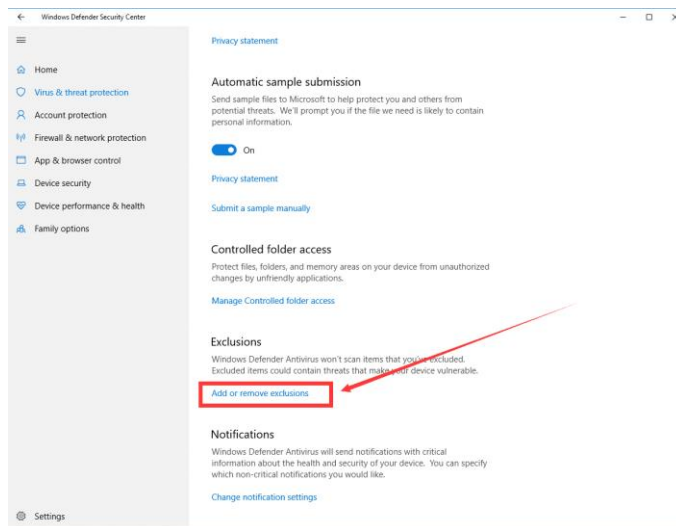 Windows Defender Security Center
Home
Virus & threat protection
Account protection
Firewall & network protection
App & browser control
Device security
Device performance & health
Family options
Settings
Privacy statement
Automatic sample submission
Send sample files to Microsoft to help protect you and others from
potential threats. We'll prompt you if the file we need is likely to contain
personal information.
On
Privacy statement
Submit a sample manually
Controlled folder access
Protect files, folders, and memory areas on your device from unauthorized
changes by unfriendly applications.
Manage Controlled folder access
Exclusions
Windows Defender Antivirus won't scan items that you've excluded.
Excluded items could contain threats that make your device vulnerable.
Add or remove exclusions
Notifications
Windows Defender Antivirus will send notifications with critical
information about the health and security of your device. You can specify
which non-critical notifications you would like.
Change notification settings